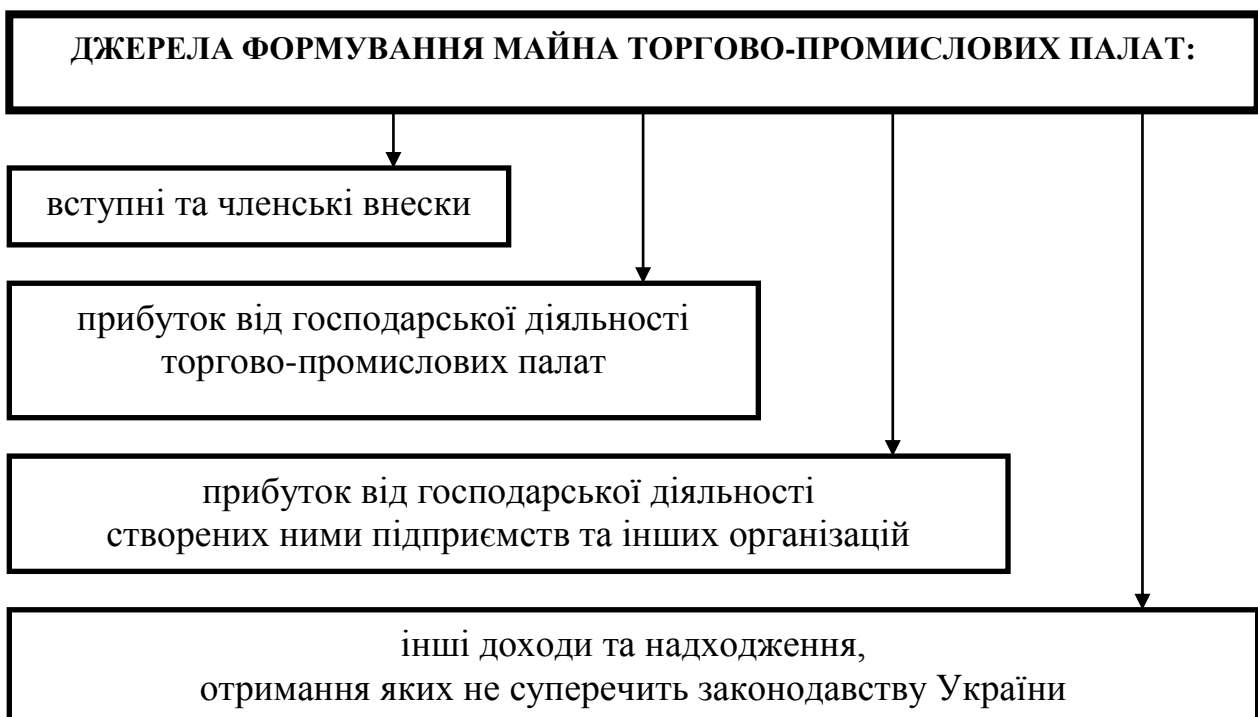 ДЖЕРЕЛА ФОРМУВАННЯ МАЙНА ТОРГОВО-ПРОМИСЛОВИХ ПАЛАТ:
вступні та членські внески
прибуток від господарської діяльності
торгово-промислових палат
прибуток від господарської діяльності
створених ними підприємств та інших організацій
інші доходи та надходження,
отримання яких не суперечить законодавству України